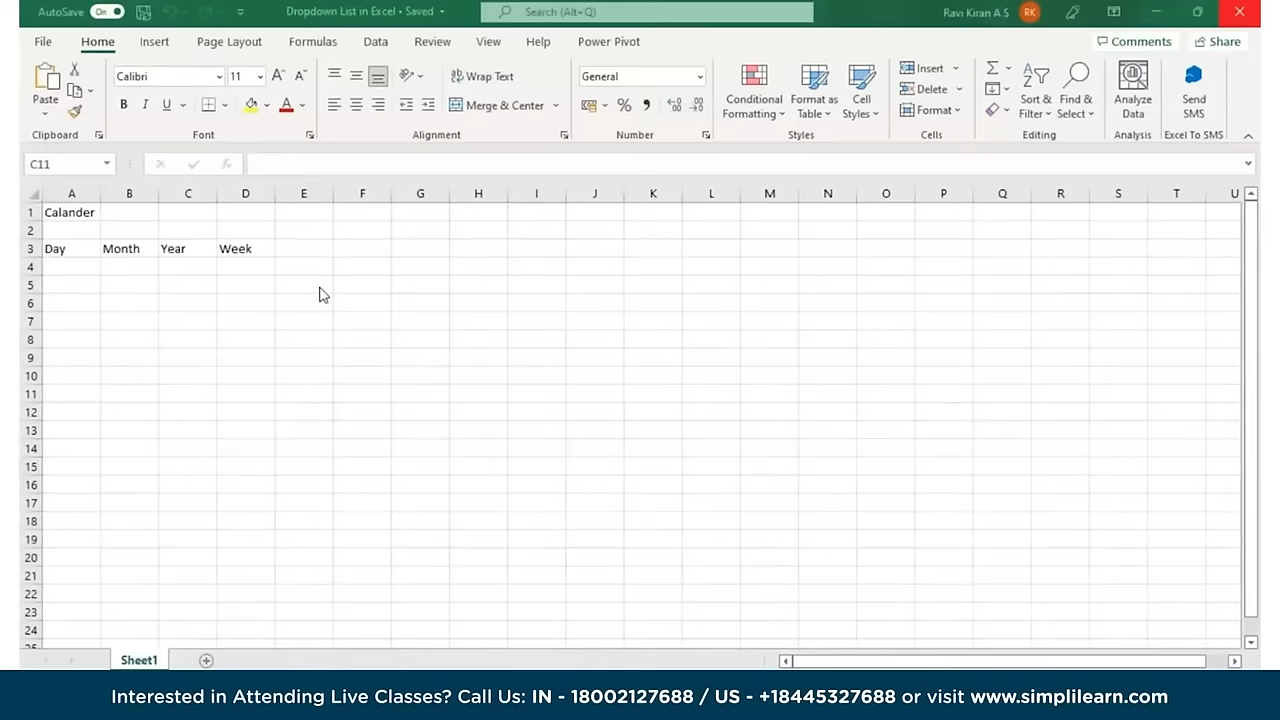 AutoSave On Dropdown List in Excel • Saved Search (Alt+Q) Ravi Kiran A S RK
File Home Insert Page Layout Formulas Data Review View Help Power Pivot Comments Share
Calibri 11 Wrap Text General Insert
Paste B I U A Merge & Center % Conditional Formatting Format as Table Cell Styles Delete Format Sort & Filter Find & Select Analyze Data Send SMS
Clipboard Font Alignment Number Styles Cells Editing Analysis Excel To SMS
C11 fx
A B C D E F G H I J K L M N O P Q R S T U
1 Calander
2
3 Day Month Year Week
4
5
6
7
8
9
10
11
12
13
14
15
16
17
18
19
20
21
22
23
24
25
Sheet1
Interested in Attending Live Classes? Call Us: IN - 18002127688 / US - +18445327688 or visit www.simplilearn.com